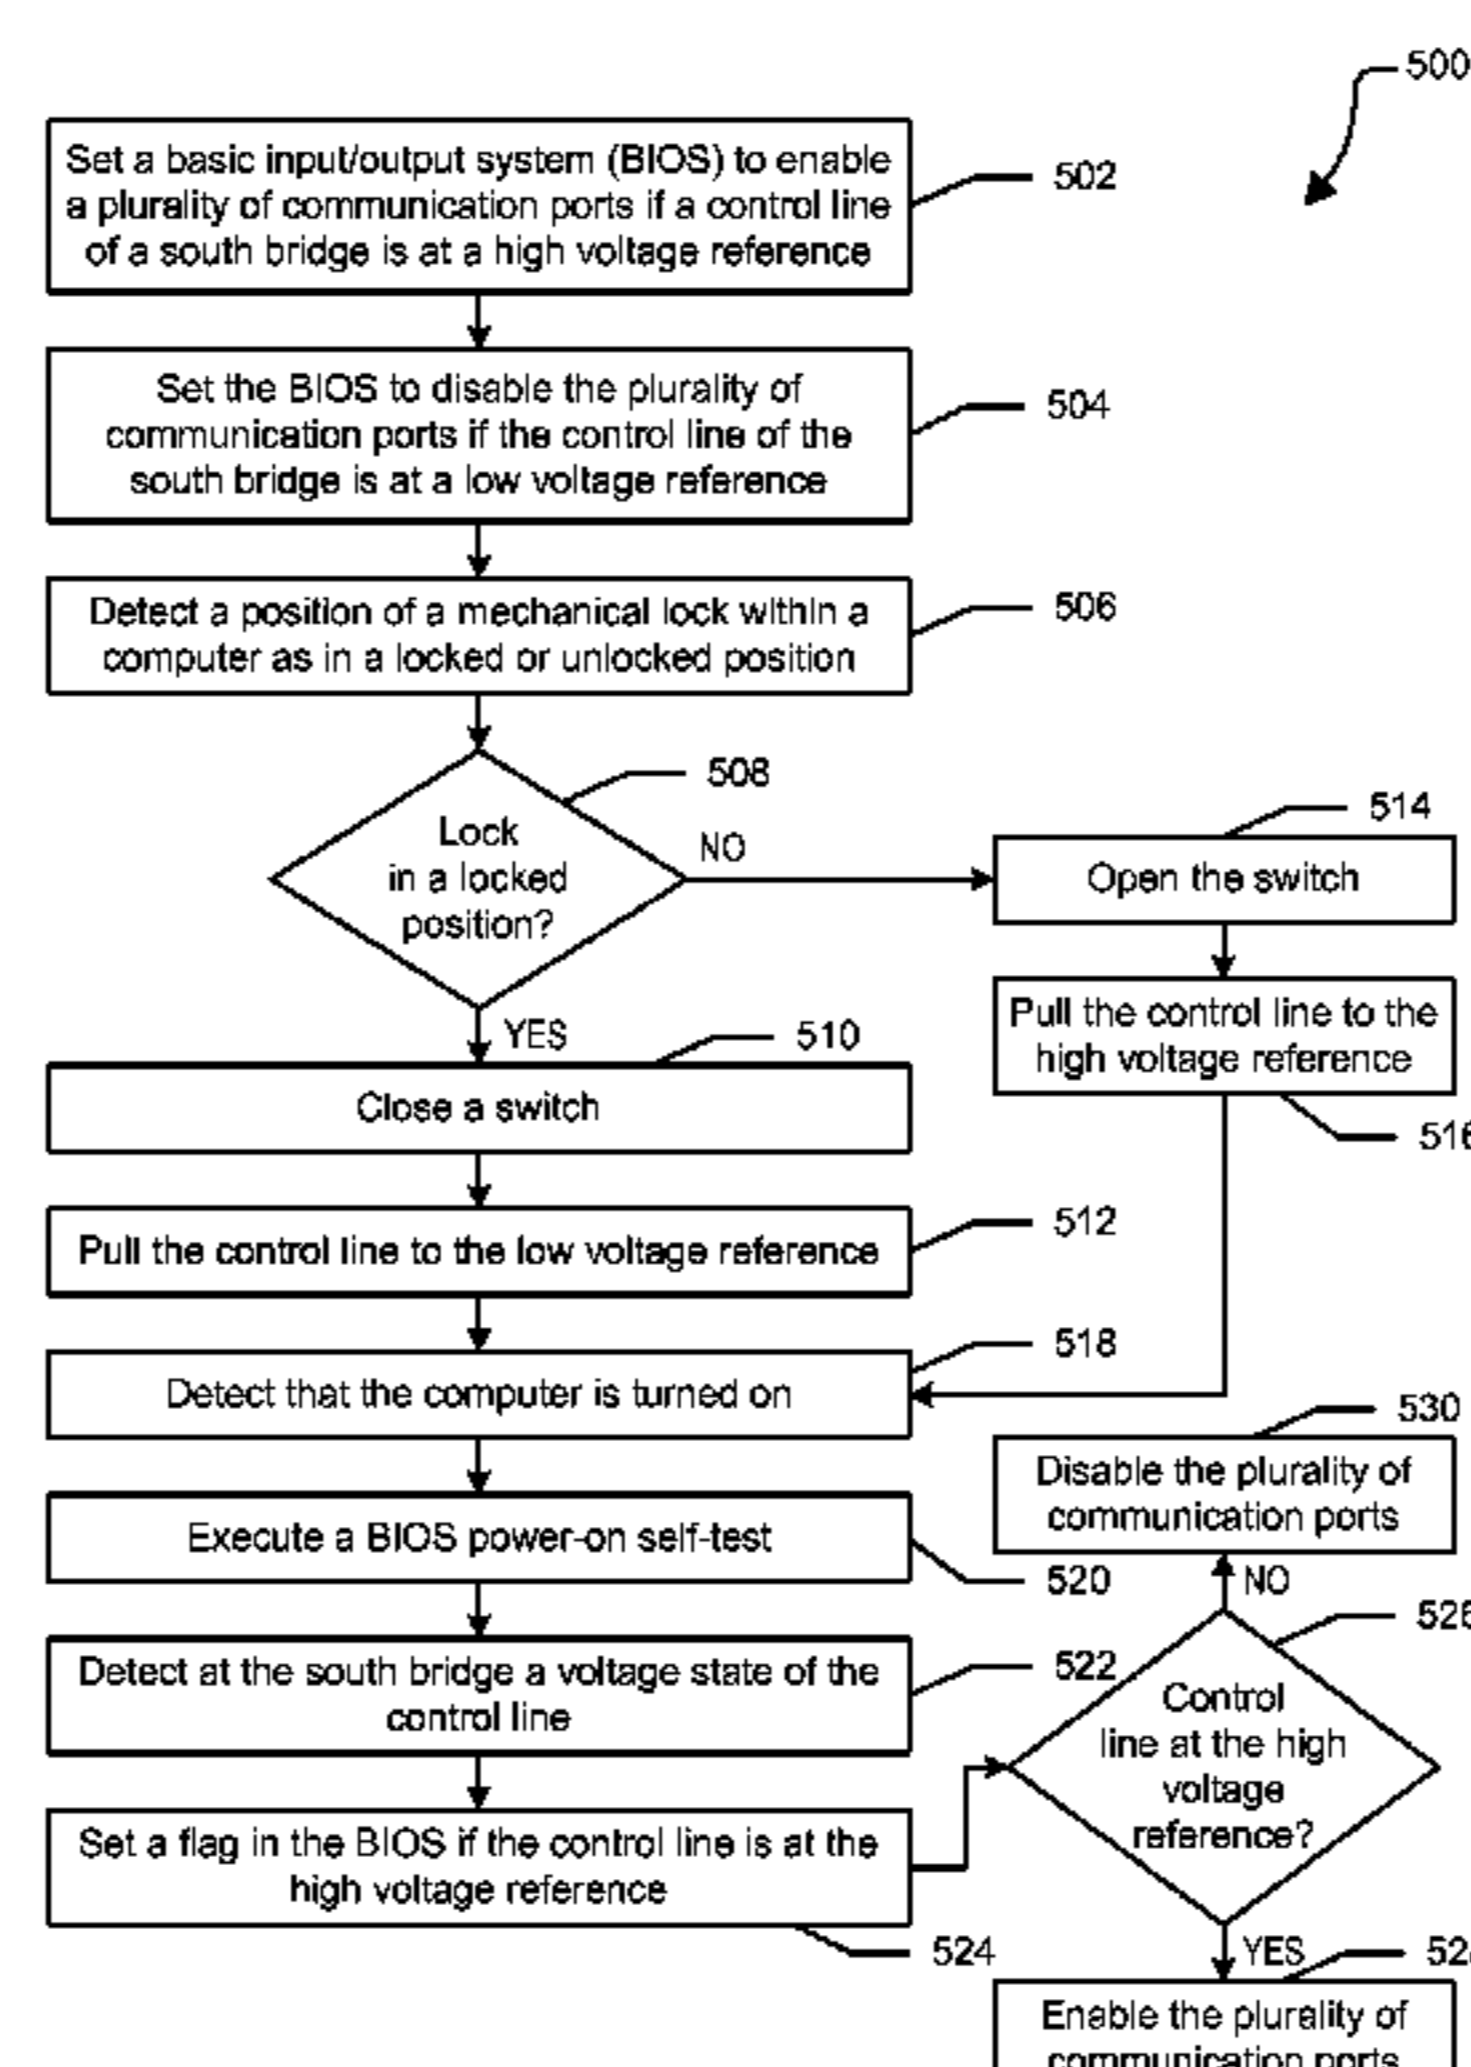 500
Set a basic input/output system (BIOS) to enable
a plurality of communication ports if a control line
of a south bridge is at a high voltage reference
502
Set the BIOS to disable the plurality of
communication ports if the control line of the
south bridge is at a low voltage reference
504
Detect a position of a mechanical lock within a
computer as in a locked or unlocked position
506
Lock
in a locked
position?
508
NO
514
Open the switch
Pull the control line to the
high voltage reference
516
YES
510
Close a switch
Pull the control line to the low voltage reference
512
Detect that the computer is turned on
518
Execute a BIOS power-on self-test
520
Detect at the south bridge a voltage state of the
control line
522
Set a flag in the BIOS if the control line is at the
high voltage reference
524
530
Disable the plurality of
communication ports
NO
526
Control
line at the high
voltage
reference?
YES
Enable the plurality of
communication ports